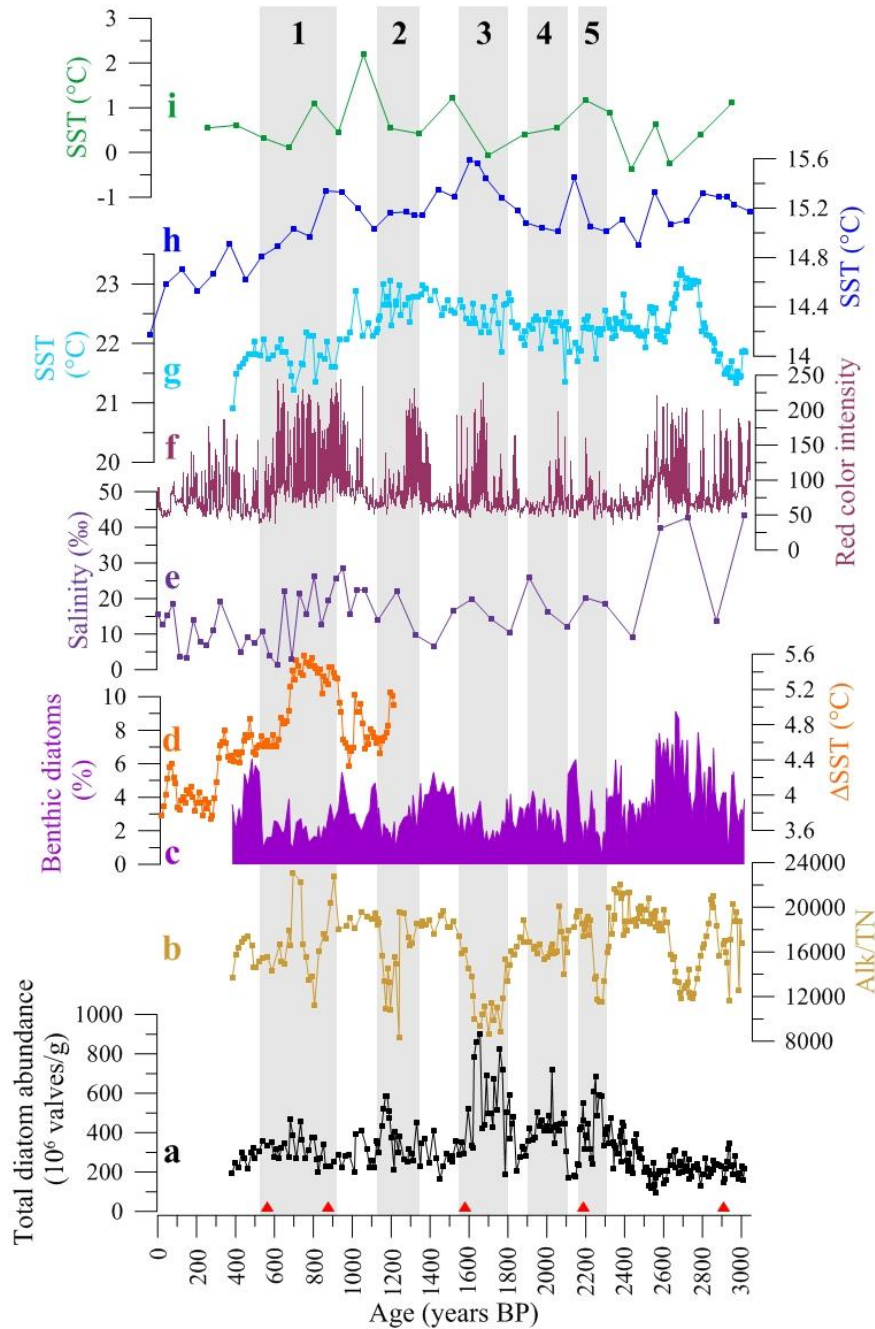 1 2 3 4 5
3
2
1
0
-1
SST (°C)
i
15.6
15.2
14.8
14.4
14
SST (°C)
h
23
22
21
20
SST
(°C)
g
250
200
150
100
50
0
Red color intensity
f
50
40
30
20
10
0
Salinity (‰)
e
5.6
5.2
4.8
4.4
4
3.6
ΔSST (°C)
d
10
8
6
4
2
0
Benthic diatoms
(%)
c
24000
20000
16000
12000
8000
Alk/TN
b
1000
800
600
400
200
0
Total diatom abundance
(10⁶ valves/g)
a
0 200 400 600 800 1000 1200 1400 1600 1800 2000 2200 2400 2600 2800 3000
Age (years BP)